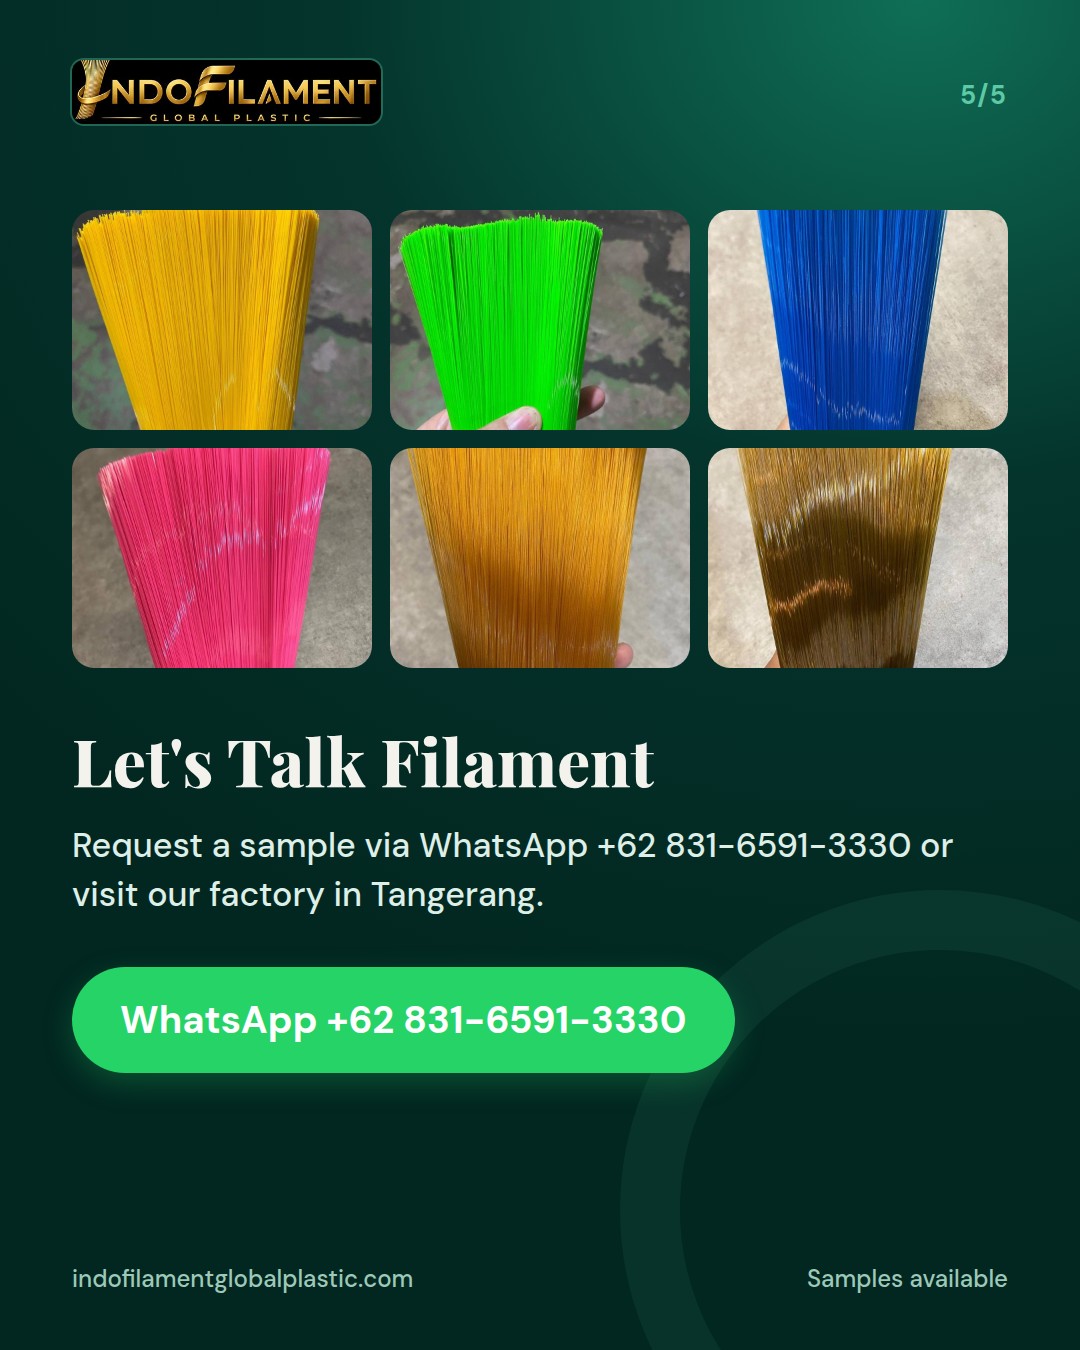 INDOFILAMENT
GLOBAL PLASTIC
5/5
Let's Talk Filament
Request a sample via WhatsApp +62 831-6591-3330 or
visit our factory in Tangerang.
WhatsApp +62 831-6591-3330
indofilamentglobalplastic.com
Samples available